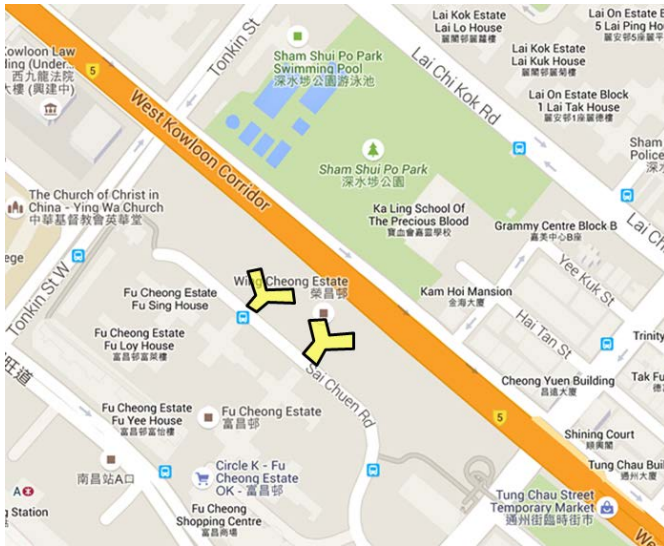 Kowloon Law
ding (Under...
西九龍法院
大樓 (興建中)
5
Tonkin St
Sham Shui Po Park
Swimming Pool
深水埗公園游泳池
West Kowloon Corridor
Sham Shui Po Park
深水埗公園
Lai Kok Estate
Lai Lo House
麗閣邨麗蘿樓
Lai On Estate B
5 Lai Ping Hou
麗安邨5座麗平
Lai Kok Estate
Lai Kuk House
麗閣邨麗菊樓
Lai On Estate Block
1 Lai Tak House
麗安邨1座麗德樓
Lai Chi Kok Rd
Sham
Police
深
Lai Ch
The Church of Christ in
China - Ying Wa Church
中華基督教會英華堂
ege
Tonkin St W
Ka Ling School Of
The Precious Blood
寶血會嘉靈學校
Grammy Centre Block B
嘉美中心B座
Yee Kuk St
Wing Cheong Estate
榮昌邨
Fu Cheong Estate
Fu Sing House
Fu Cheong Estate
Fu Loy House
富昌邨富萊樓
Kam Hoi Mansion
金海大廈
Hai Tan St
Trinity
Sai Chuen Rd
Cheong Yuen Building
昌遠大廈
Tak Fu
德
旺道
Fu Cheong Estate
Fu Yee House
富昌邨富怡樓
Fu Cheong Estate
富昌邨
5
Shining Court
順興閣
Tung Chau Buil
通州大廈
南昌站A口
A
g Station
Circle K - Fu
Cheong Estate
OK - 富昌邨
Fu Cheong
Shopping Centre
富昌商場
Tung Chau Street
Temporary Market
通州街臨時街市
We